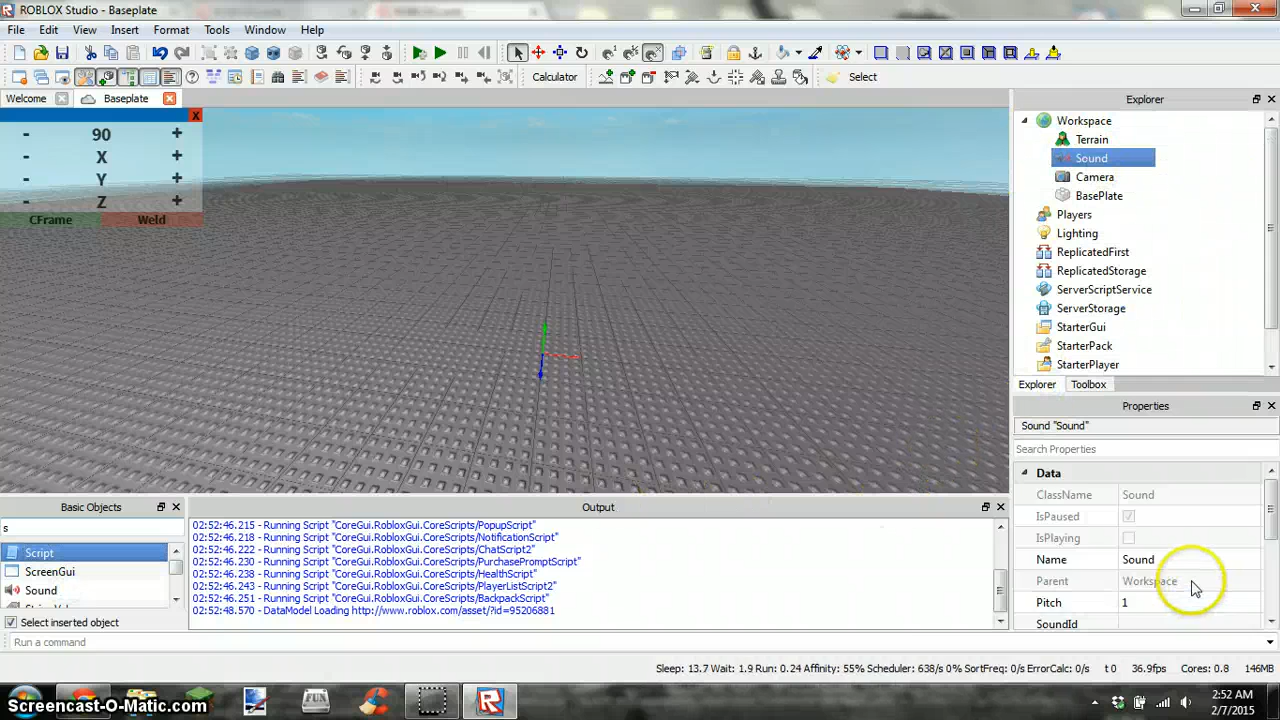 ROBLOX Studio - Baseplate
File Edit View Insert Format Tools Window Help
Calculator Select
Welcome Baseplate
X
- 90 +
- X +
- Y +
- Z +
CFrame Weld
Explorer
Workspace
Terrain
Sound
Camera
BasePlate
Players
Lighting
ReplicatedFirst
ReplicatedStorage
ServerScriptService
ServerStorage
StarterGui
StarterPack
StarterPlayer
Explorer Toolbox
Properties
Sound "Sound"
Search Properties
Data
ClassName Sound
IsPaused
IsPlaying
Name Sound
Parent Workspace
Pitch 1
SoundId
Basic Objects
s
Script
ScreenGui
Sound
Select inserted object
Output
02:52:46.215 - Running Script "CoreGui.RobloxGui.CoreScripts/PopupScript"
02:52:46.218 - Running Script "CoreGui.RobloxGui.CoreScripts/NotificationScript"
02:52:46.222 - Running Script "CoreGui.RobloxGui.CoreScripts/ChatScript2"
02:52:46.230 - Running Script "CoreGui.RobloxGui.CoreScripts/PurchasePromptScript"
02:52:46.238 - Running Script "CoreGui.RobloxGui.CoreScripts/HealthScript"
02:52:46.243 - Running Script "CoreGui.RobloxGui.CoreScripts/PlayerListScript2"
02:52:46.251 - Running Script "CoreGui.RobloxGui.CoreScripts/BackpackScript"
02:52:48.570 - DataModel Loading http://www.roblox.com/asset/?id=95206881
Run a command
Sleep: 13.7 Wait: 1.9 Run: 0.24 Affinity: 55% Scheduler: 638/s 0% SortFreq: 0/s ErrorCalc: 0/s t 0 36.9fps Cores: 0.8 146MB
FUN
Screencast-O-Matic.com
2:52 AM
2/7/2015